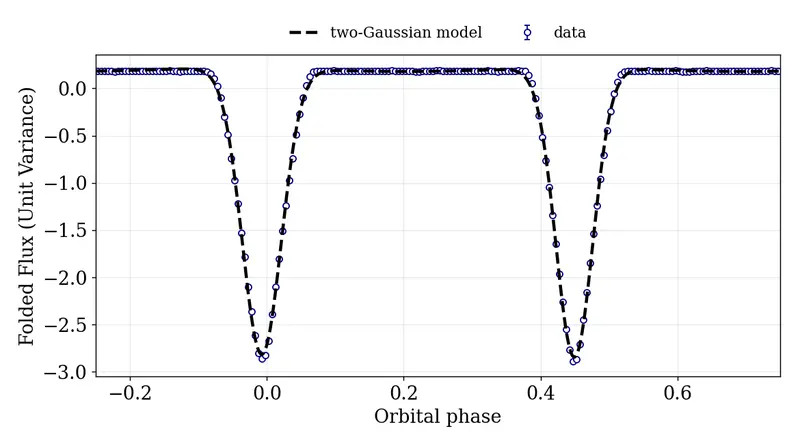 two-Gaussian model
data
Folded Flux (Unit Variance)
0.0
−0.5
−1.0
−1.5
−2.0
−2.5
−3.0
−0.2 0.0 0.2 0.4 0.6
Orbital phase